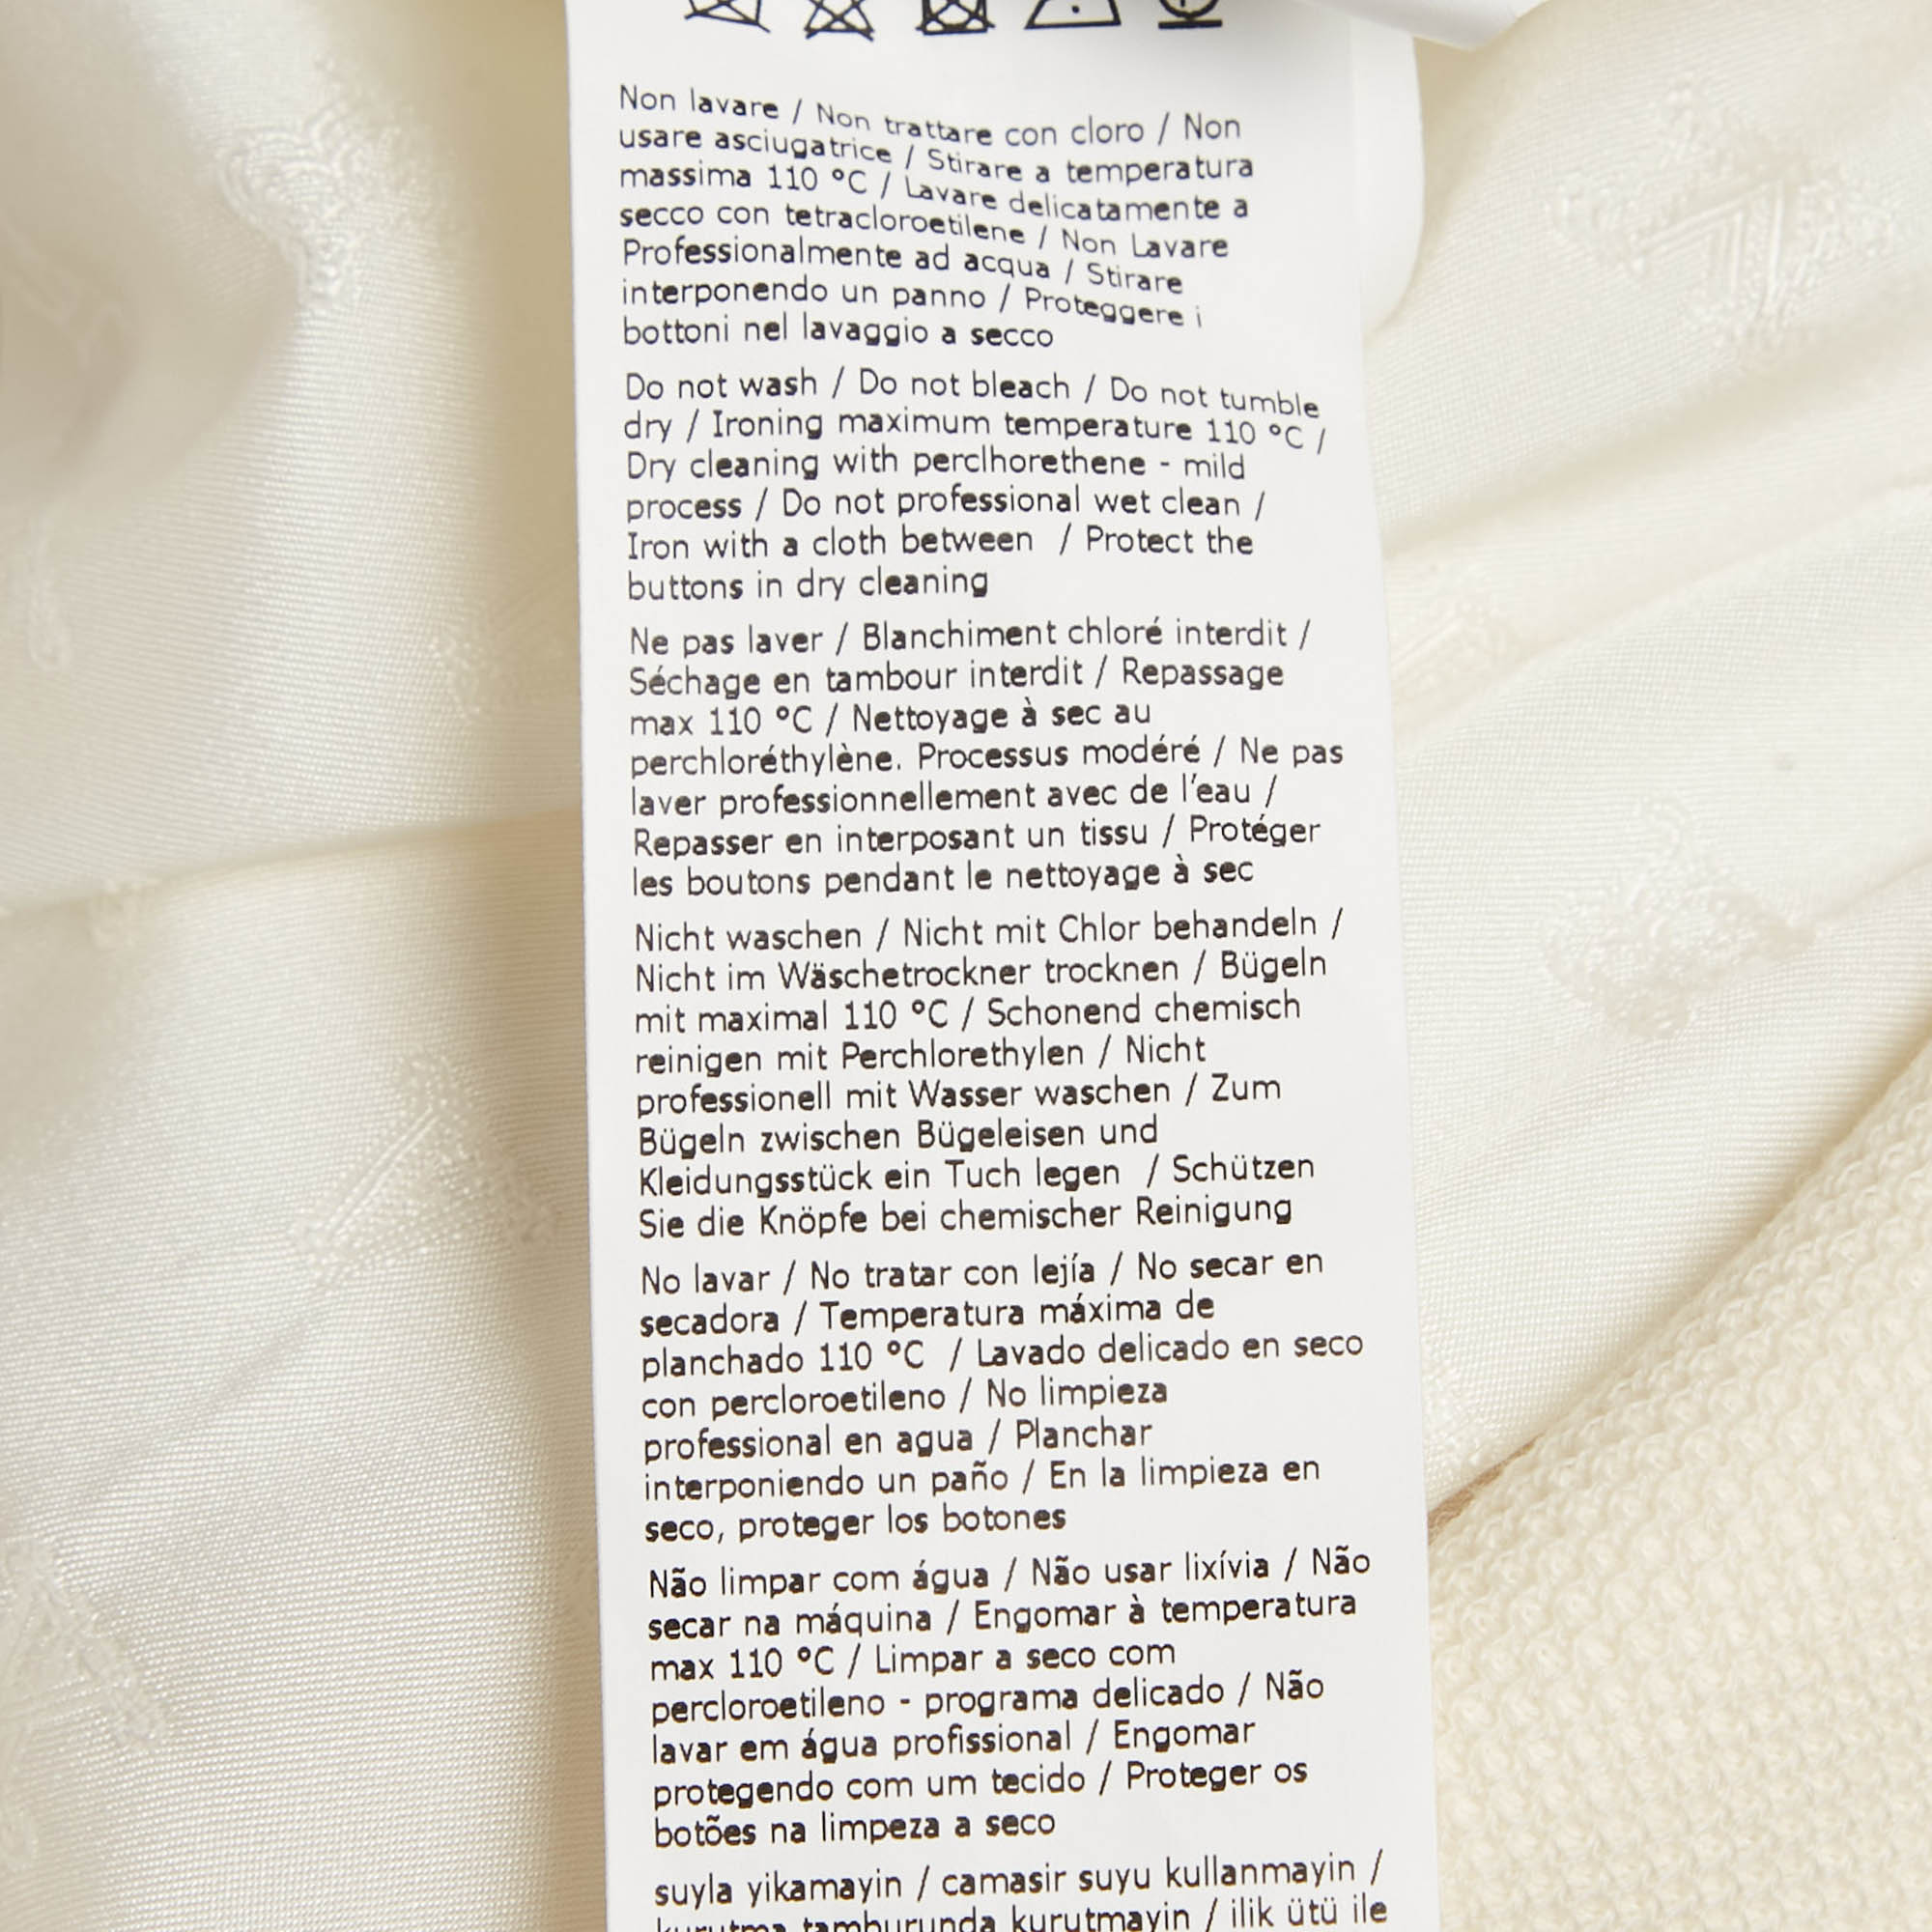 Non lavare / Non trattare con cloro / Non
usare asciugatrice / Stirare a temperatura
massima 110 °C / Lavare delicatamente a
secco con tetracloroetilene / Non Lavare
Professionalmente ad acqua / Stirare
interponendo un panno / Proteggere i
bottoni nel lavaggio a secco
Do not wash / Do not bleach / Do not tumble
dry / Ironing maximum temperature 110 °C /
Dry cleaning with perclhorethene - mild
process / Do not professional wet clean /
Iron with a cloth between / Protect the
buttons in dry cleaning
Ne pas laver / Blanchiment chloré interdit /
Séchage en tambour interdit / Repassage
max 110 °C / Nettoyage à sec au
perchloréthylène. Processus modéré / Ne pas
laver professionnellement avec de l'eau /
Repasser en interposant un tissu / Protéger
les boutons pendant le nettoyage à sec
Nicht waschen / Nicht mit Chlor behandeln /
Nicht im Wäschetrockner trocknen / Bügeln
mit maximal 110 °C / Schonend chemisch
reinigen mit Perchlorethylen / Nicht
professionell mit Wasser waschen / Zum
Bügeln zwischen Bügeleisen und
Kleidungsstück ein Tuch legen / Schützen
Sie die Knöpfe bei chemischer Reinigung
No lavar / No tratar con lejía / No secar en
secadora / Temperatura máxima de
planchado 110 °C / Lavado delicado en seco
con percloroetileno / No limpieza
professional en agua / Planchar
interponiendo un paño / En la limpieza en
seco, proteger los botones
Não limpar com água / Não usar lixívia / Não
secar na máquina / Engomar à temperatura
max 110 °C / Limpar a seco com
percloroetileno - programa delicado / Não
lavar em água profissional / Engomar
protegendo com um tecido / Proteger os
botões na limpeza a seco
suyla yikamayin / camasir suyu kullanmayin /
kurutma tamburunda kurutmayin / ilik ütü ile